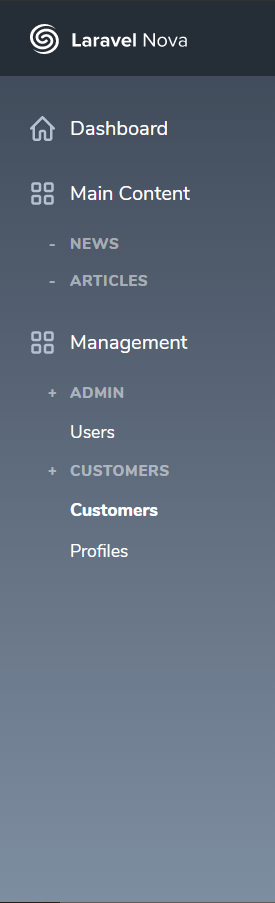 Laravel Nova
Dashboard
Main Content
- NEWS
- ARTICLES
Management
+ ADMIN
Users
+ CUSTOMERS
Customers
Profiles